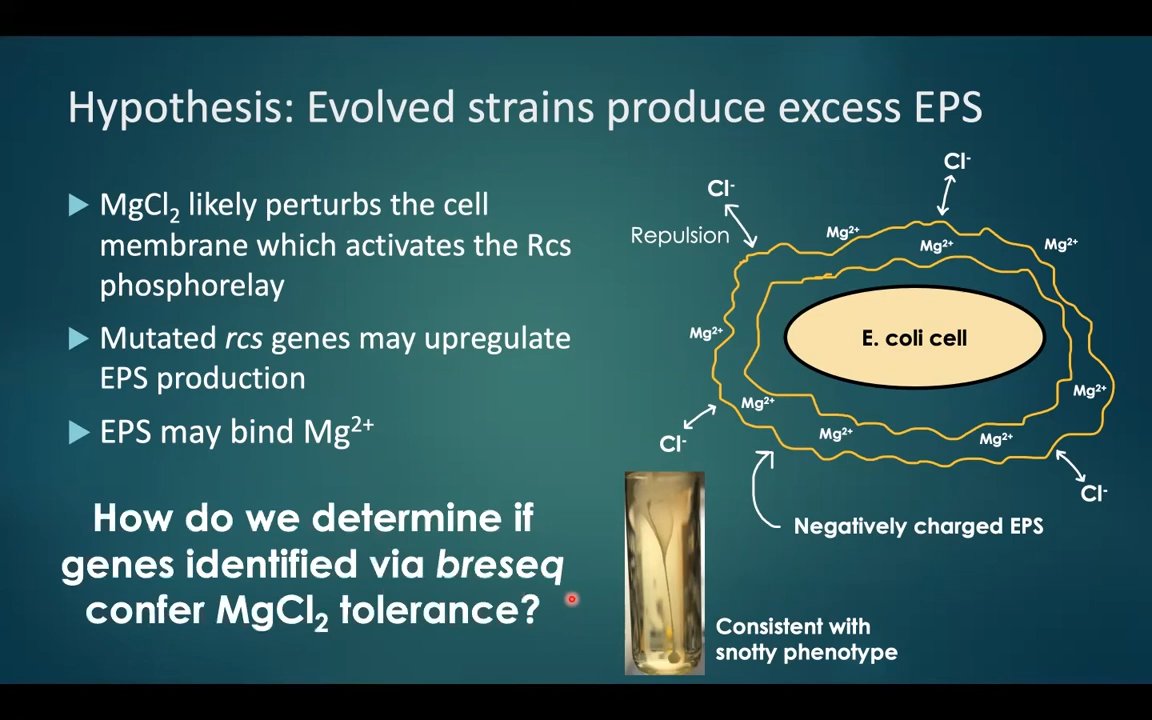 Hypothesis: Evolved strains produce excess EPS
MgCl₂ likely perturbs the cell
membrane which activates the Rcs
phosphorelay
Mutated rcs genes may upregulate
EPS production
EPS may bind Mg²⁺
How do we determine if
genes identified via breseq
confer MgCl₂ tolerance?
Cl⁻
Cl⁻
Repulsion
Mg²⁺
Mg²⁺
Mg²⁺
Mg²⁺
E. coli cell
Mg²⁺
Mg²⁺
Mg²⁺
Mg²⁺
Cl⁻
Cl⁻
Negatively charged EPS
Consistent with
snotty phenotype